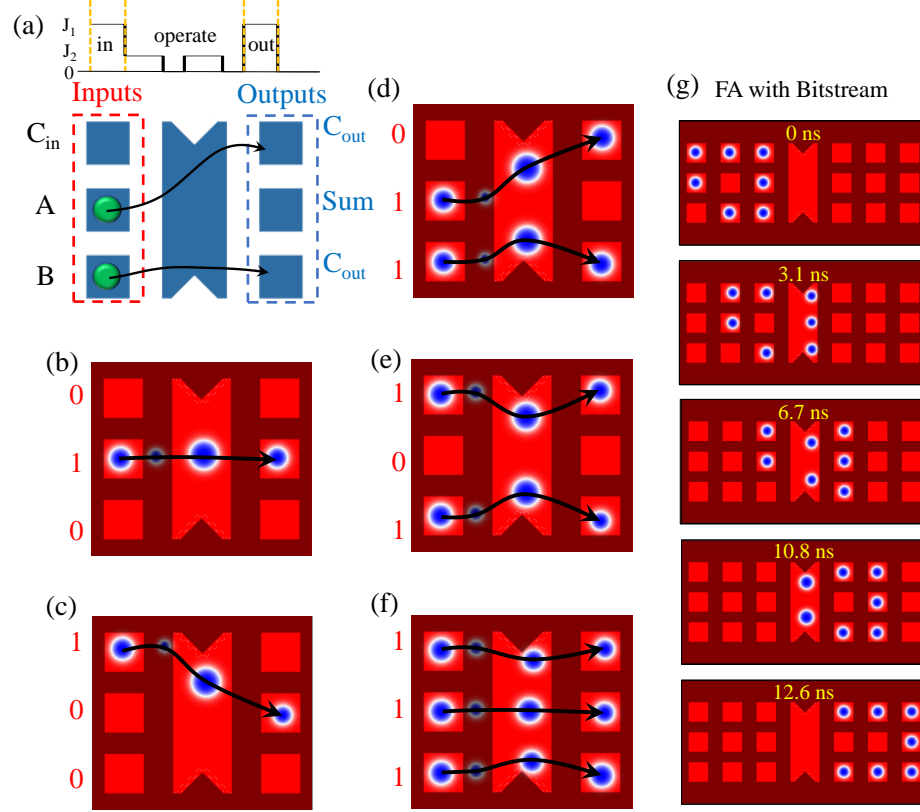 (a)
J1
J2
0
in
operate
out
Inputs
Outputs
Cin
A
B
Cout
Sum
Cout
(b)
0
1
0
(c)
1
0
0
(d)
0
1
1
(e)
1
0
1
(f)
1
1
1
(g) FA with Bitstream
0 ns
3.1 ns
6.7 ns
10.8 ns
12.6 ns